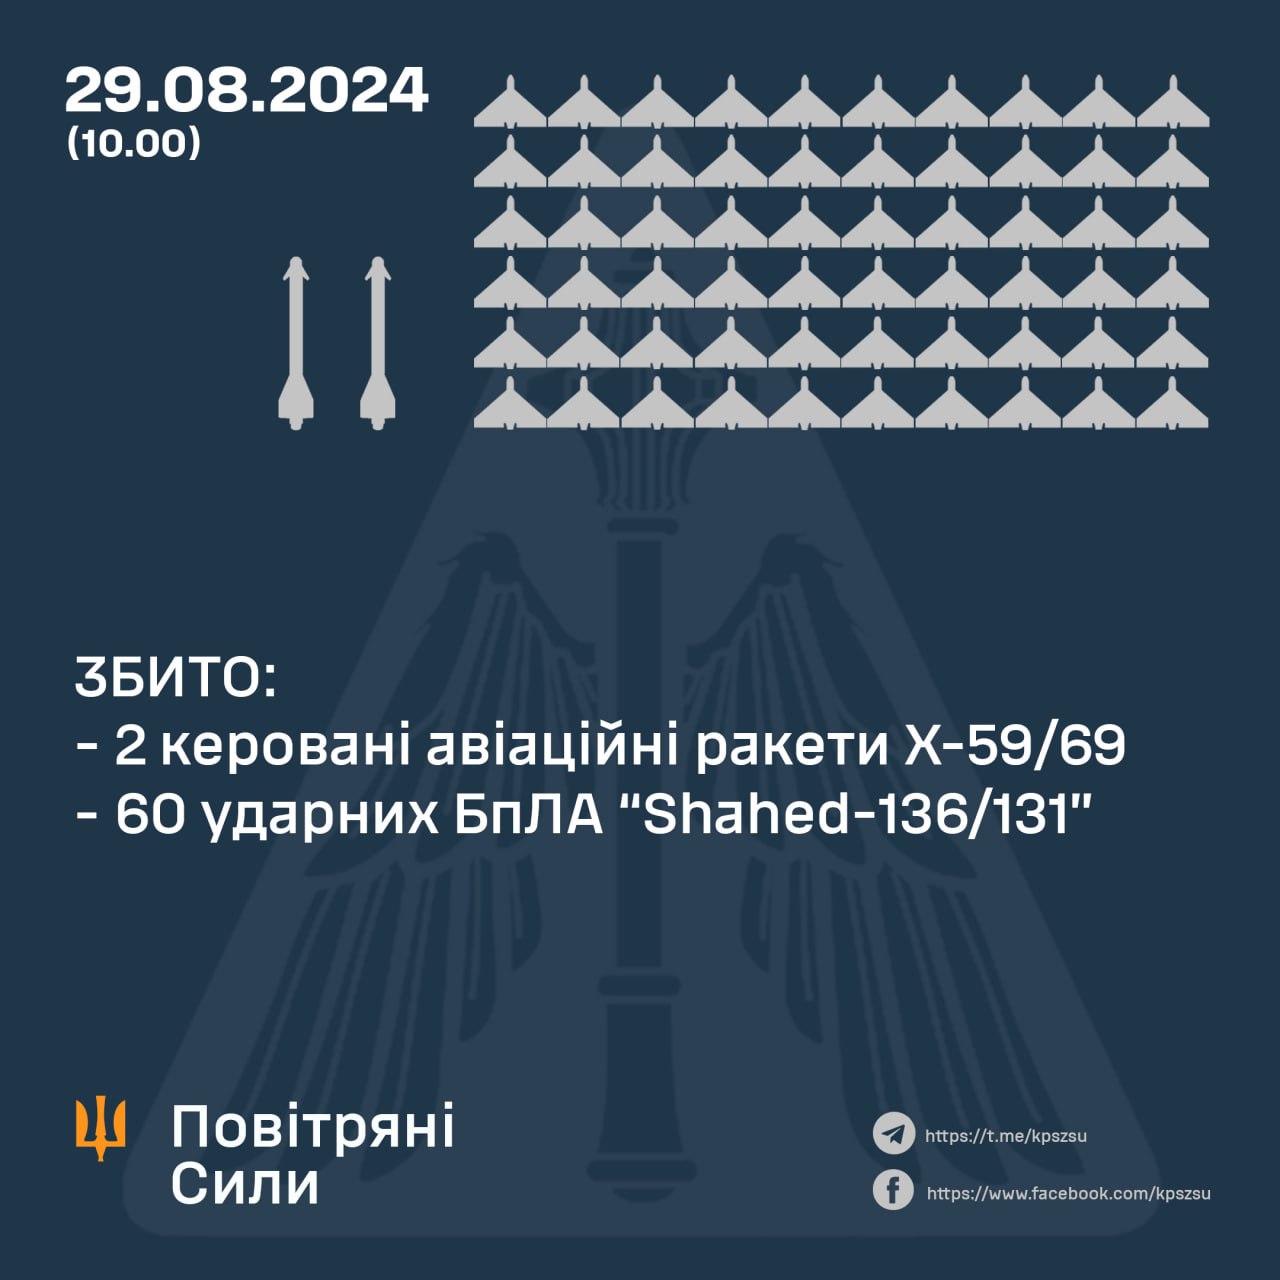 29.08.2024
(10.00)
ЗБИТО:
- 2 керовані авіаційні ракети Х-59/69
- 60 ударних БпЛА “Shahed-136/131”
Повітряні
Сили
https://t.me/kpszsu
https://www.facebook.com/kpszsu